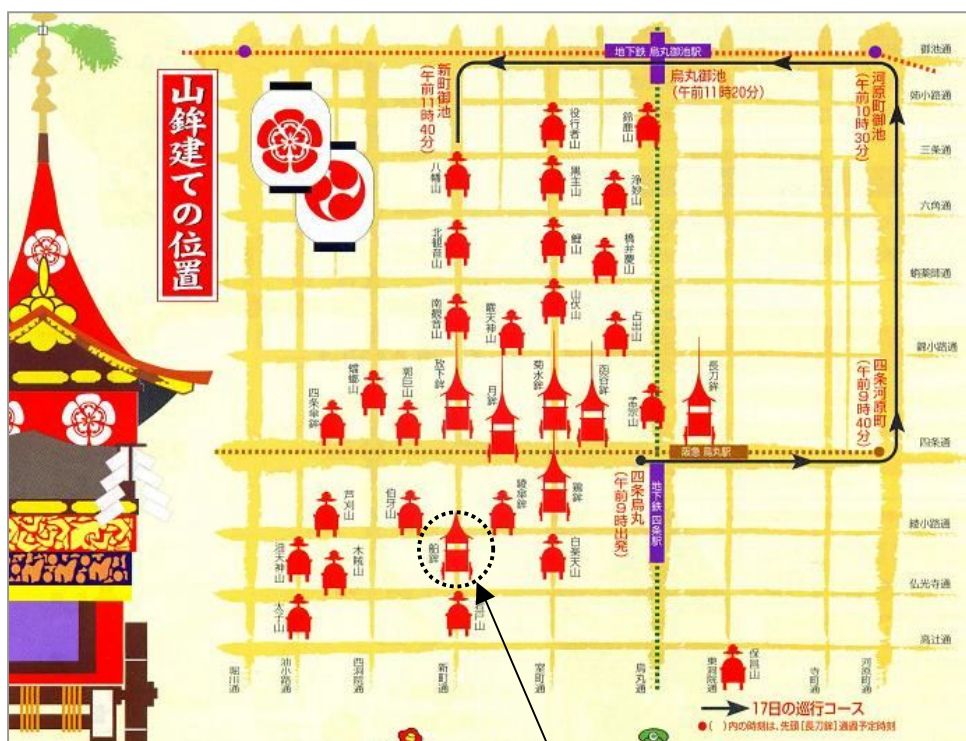 山鉾建ての位置
地下鉄 烏丸御池駅
御池通
新町御池
(午前11時40分)
烏丸御池
(午前11時20分)
河原町御池
(午前10時30分)
姉小路通
役行者山
鈴鹿山
三条通
八幡山
黒主山
浄妙山
六角通
北観音山
鯉山
橋弁慶山
蛸薬師通
南観音山
蔵天神山
山伏山
占出山
錦小路通
蟷螂山
郭巨山
放下鉾
月鉾
菊水鉾
函谷鉾
孟宗山
長刀鉾
四条河原町
(午前9時40分)
四条傘鉾
四条通
阪急 烏丸駅
四条烏丸
(午前9時出発)
地下鉄 四条駅
芦刈山
伯牙山
綾傘鉾
鶏鉾
綾小路通
油天神山
木賊山
船鉾
白楽天山
仏光寺通
太子山
岩戸山
高辻通
堀川通
油小路通
西洞院通
新町通
室町通
烏丸通
東洞院通
保昌山
寺町通
河原町通
17日の巡行コース
●( )内の時刻は、先頭[長刀鉾]通過予定時刻